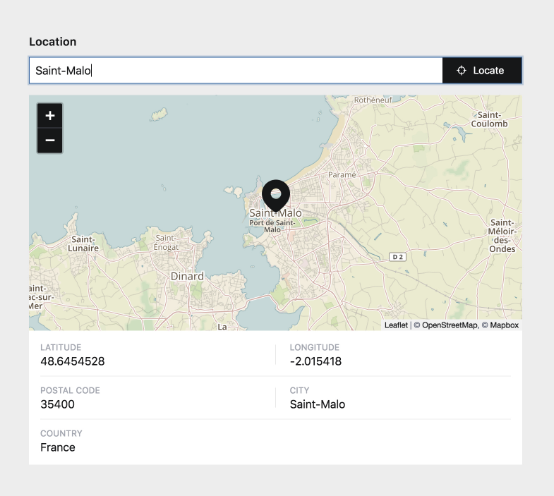 Location
Saint-Malo
Locate
+
−
Rothéneuf
Saint-
Coulomb
Paramé
Saint-Malo
Port de Saint-
Malo
Saint-
Lunaire
Saint-
Énogat
Saint-
Méloir-
des-
Ondes
D 2
Dinard
aint-
ac-sur-
Mer
La
Leaflet | © OpenStreetMap, © Mapbox
LATITUDE
48.6454528
LONGITUDE
-2.015418
POSTAL CODE
35400
CITY
Saint-Malo
COUNTRY
France